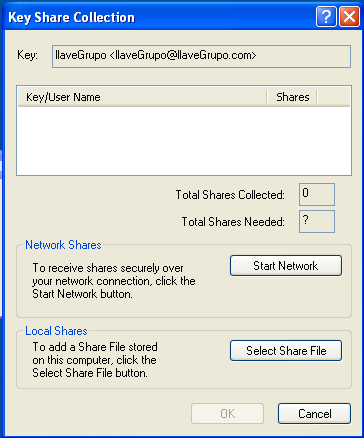 Key Share Collection
Key: llaveGrupo <llaveGrupo@llaveGrupo.com>
Key/User Name Shares
Total Shares Collected: 0
Total Shares Needed: ?
Network Shares
To receive shares securely over
your network connection, click the
Start Network button.
Start Network
Local Shares
To add a Share File stored
on this computer, click the
Select Share File button.
Select Share File
OK Cancel